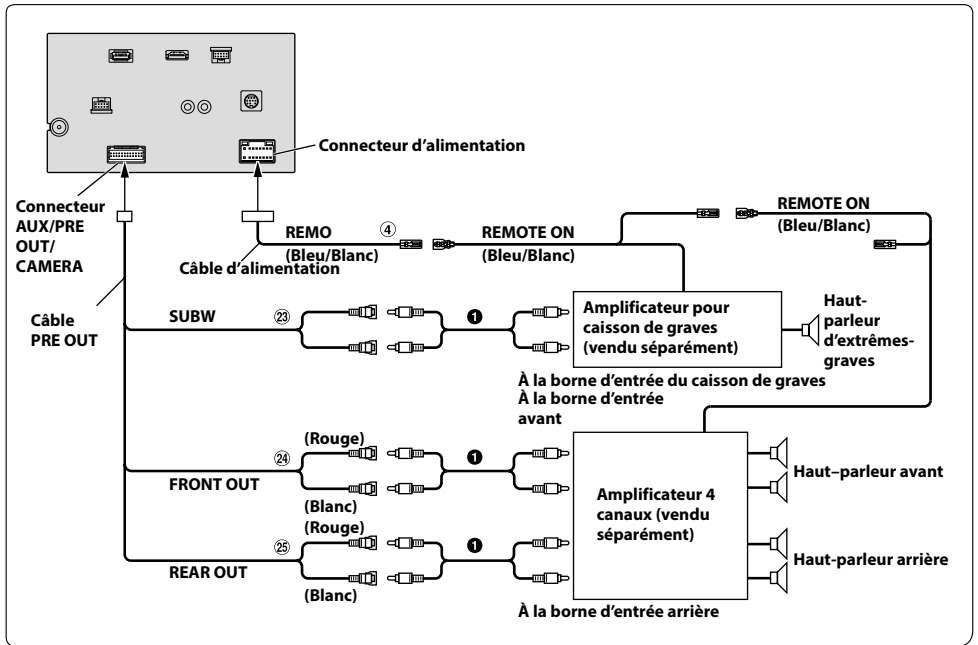 Connecteur d'alimentation
Connecteur
AUX/PRE
OUT/
CAMERA
REMO
④
(Bleu/Blanc)
REMOTE ON
(Bleu/Blanc)
REMOTE ON
(Bleu/Blanc)
Câble d'alimentation
Câble
PRE OUT
SUBW
㉓
❶
Amplificateur pour
caisson de graves
(vendu séparément)
Haut-
parleur
d'extrêmes-
graves
À la borne d'entrée du caisson de graves
À la borne d'entrée
avant
(Rouge)
㉔
❶
FRONT OUT
(Blanc)
(Rouge)
㉕
❶
REAR OUT
(Blanc)
Amplificateur 4
canaux (vendu
séparément)
Haut–parleur avant
Haut-parleur arrière
À la borne d'entrée arrière